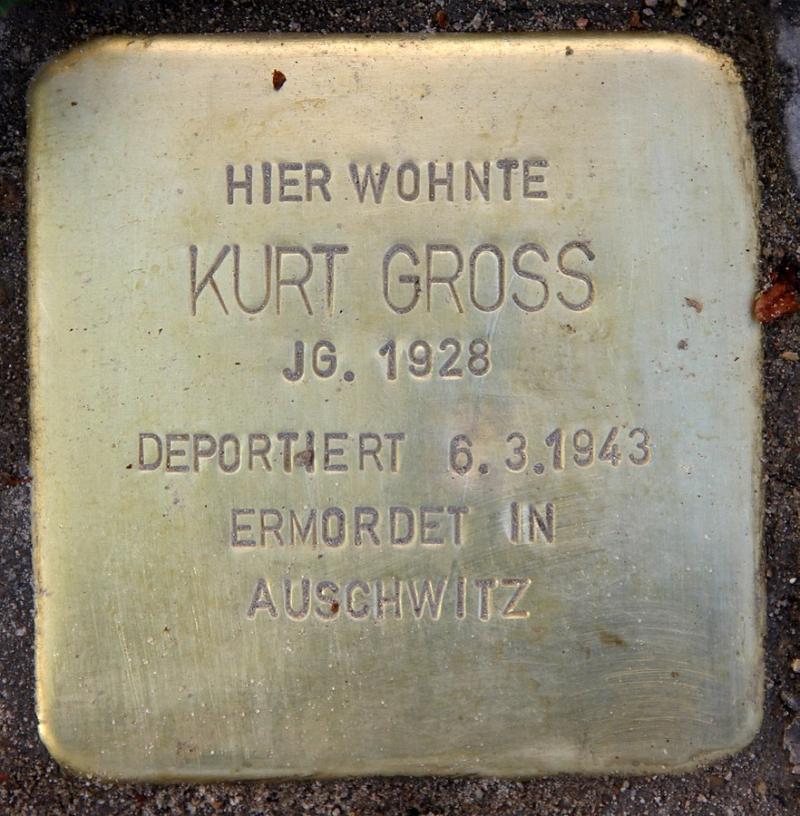 HIER WOHNTE
KURT GROSS
JG. 1928
DEPORTIERT 6.3.1943
ERMORDET IN
AUSCHWITZ